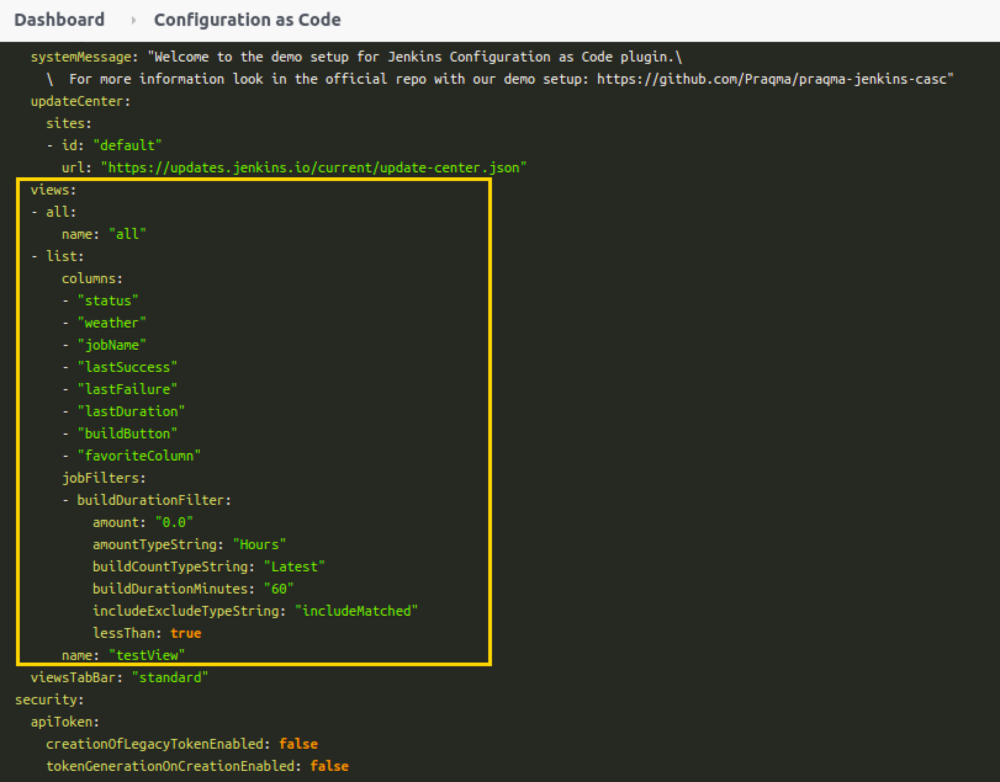 Dashboard Configuration as Code
systemMessage: "Welcome to the demo setup for Jenkins Configuration as Code plugin.\
\  For more information look in the official repo with our demo setup: https://github.com/Praqma/praqma-jenkins-casc"
updateCenter:
sites:
- id: "default"
url: "https://updates.jenkins.io/current/update-center.json"
views:
- all:
name: "all"
- list:
columns:
- "status"
- "weather"
- "jobName"
- "lastSuccess"
- "lastFailure"
- "lastDuration"
- "buildButton"
- "favoriteColumn"
jobFilters:
- buildDurationFilter:
amount: "0.0"
amountTypeString: "Hours"
buildCountTypeString: "Latest"
buildDurationMinutes: "60"
includeExcludeTypeString: "includeMatched"
lessThan: true
name: "testView"
viewsTabBar: "standard"
security:
apiToken:
creationOfLegacyTokenEnabled: false
tokenGenerationOnCreationEnabled: false